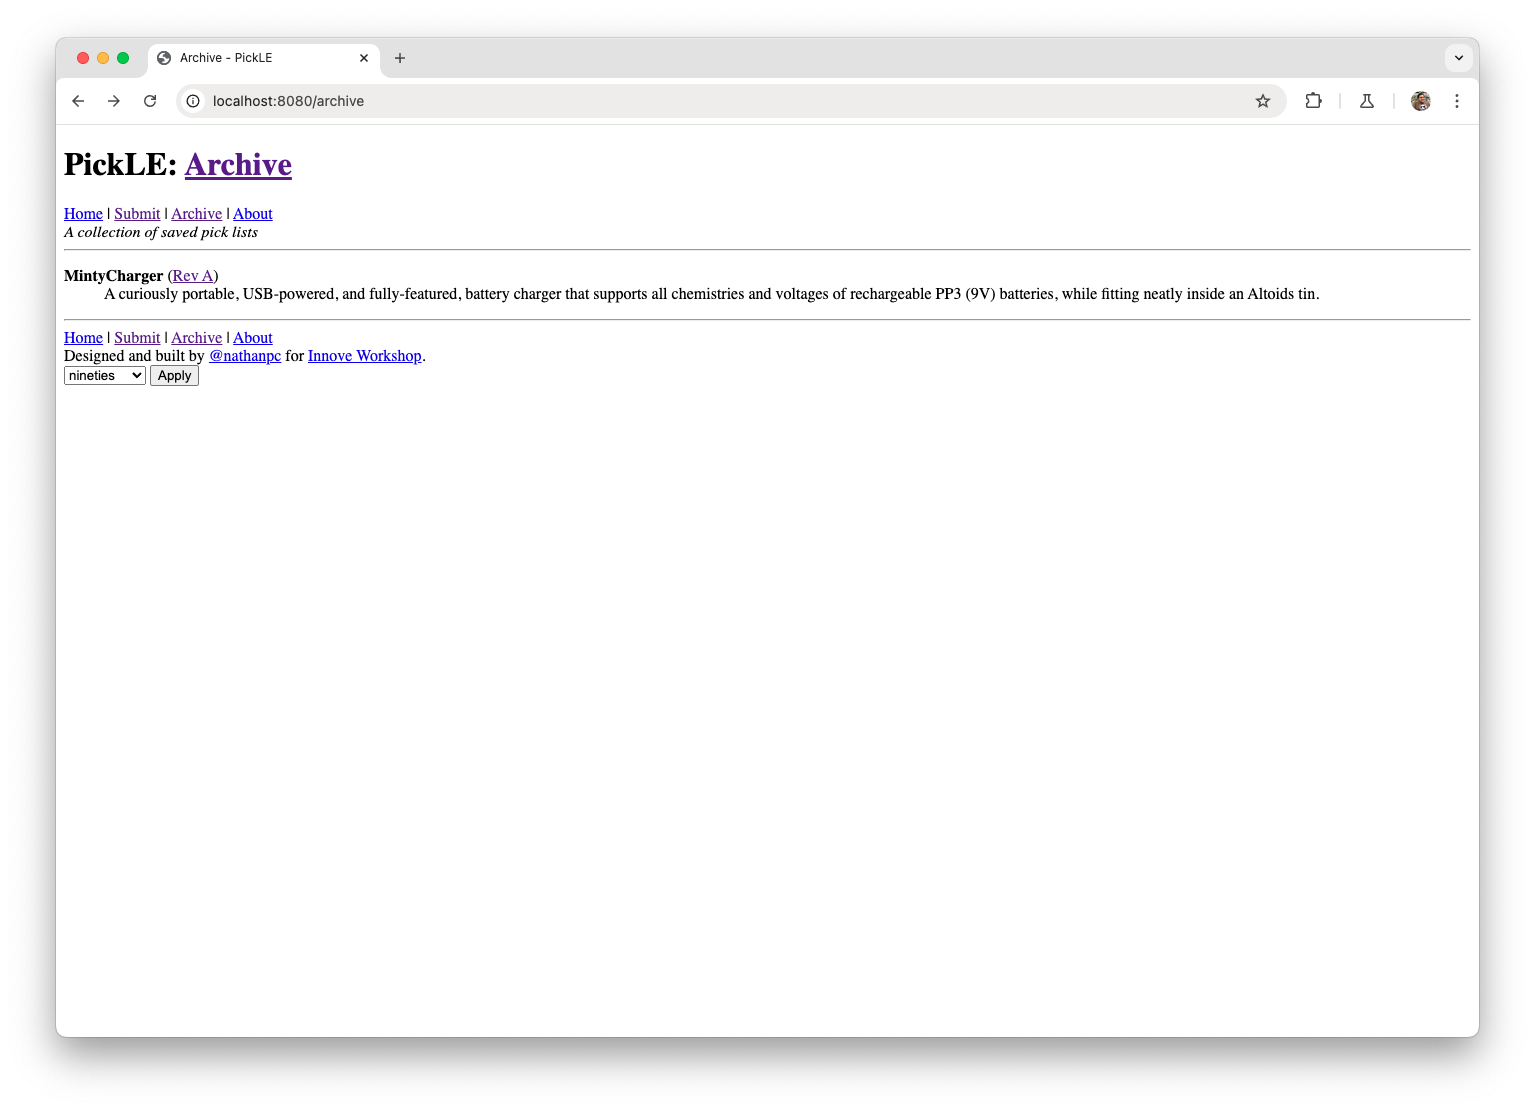 Archive - PickLE
localhost:8080/archive
PickLE: Archive
Home | Submit | Archive | About
A collection of saved pick lists
MintyCharger (Rev A)
A curiously portable, USB-powered, and fully-featured, battery charger that supports all chemistries and voltages of rechargeable PP3 (9V) batteries, while fitting neatly inside an Altoids tin.
Home | Submit | Archive | About
Designed and built by @nathanpc for Innove Workshop.
nineties Apply